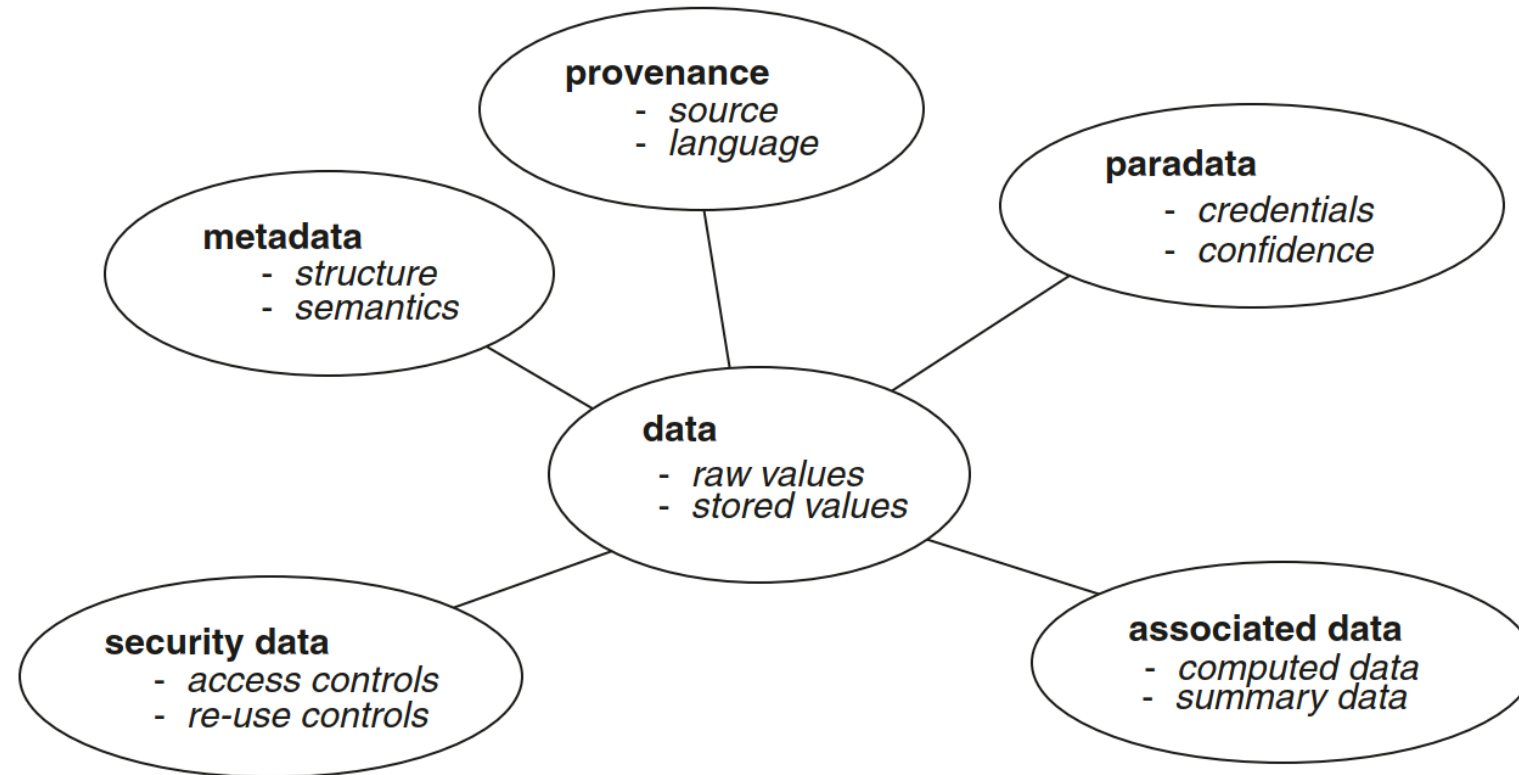 provenance
- source
- language
paradata
- credentials
- confidence
metadata
- structure
- semantics
data
- raw values
- stored values
security data
- access controls
- re-use controls
associated data
- computed data
- summary data